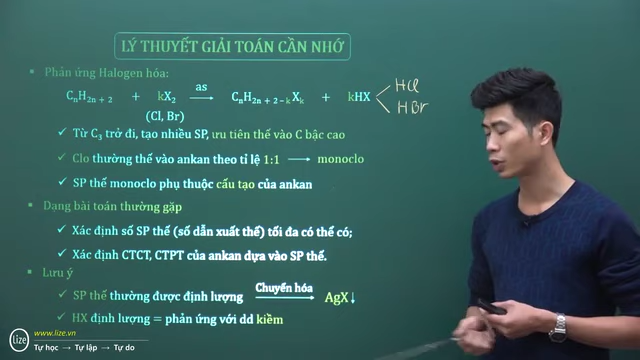 LÝ THUYẾT GIẢI TOÁN CẦN NHỚ
▪ Phản ứng Halogen hóa:
CₙH₂ₙ₊₂ + kX₂ as→ CₙH₂ₙ₊₂₋ₖXₖ + kHX
HCl
HBr
(Cl, Br)
✓ Từ C₃ trở đi, tạo nhiều SP, ưu tiên thế vào C bậc cao
✓ Clo thường thế vào ankan theo tỉ lệ 1:1 → monoclo
✓ SP thế monoclo phụ thuộc cấu tạo của ankan
▪ Dạng bài toán thường gặp
✓ Xác định số SP thế (số dẫn xuất thế) tối đa có thể có;
✓ Xác định CTCT, CTPT của ankan dựa vào SP thế.
▪ Lưu ý
✓ SP thế thường được định lượng Chuyển hóa→ AgX↓
✓ HX định lượng = phản ứng với dd kiềm
lize
www.lize.vn
Tự học → Tự lập → Tự do